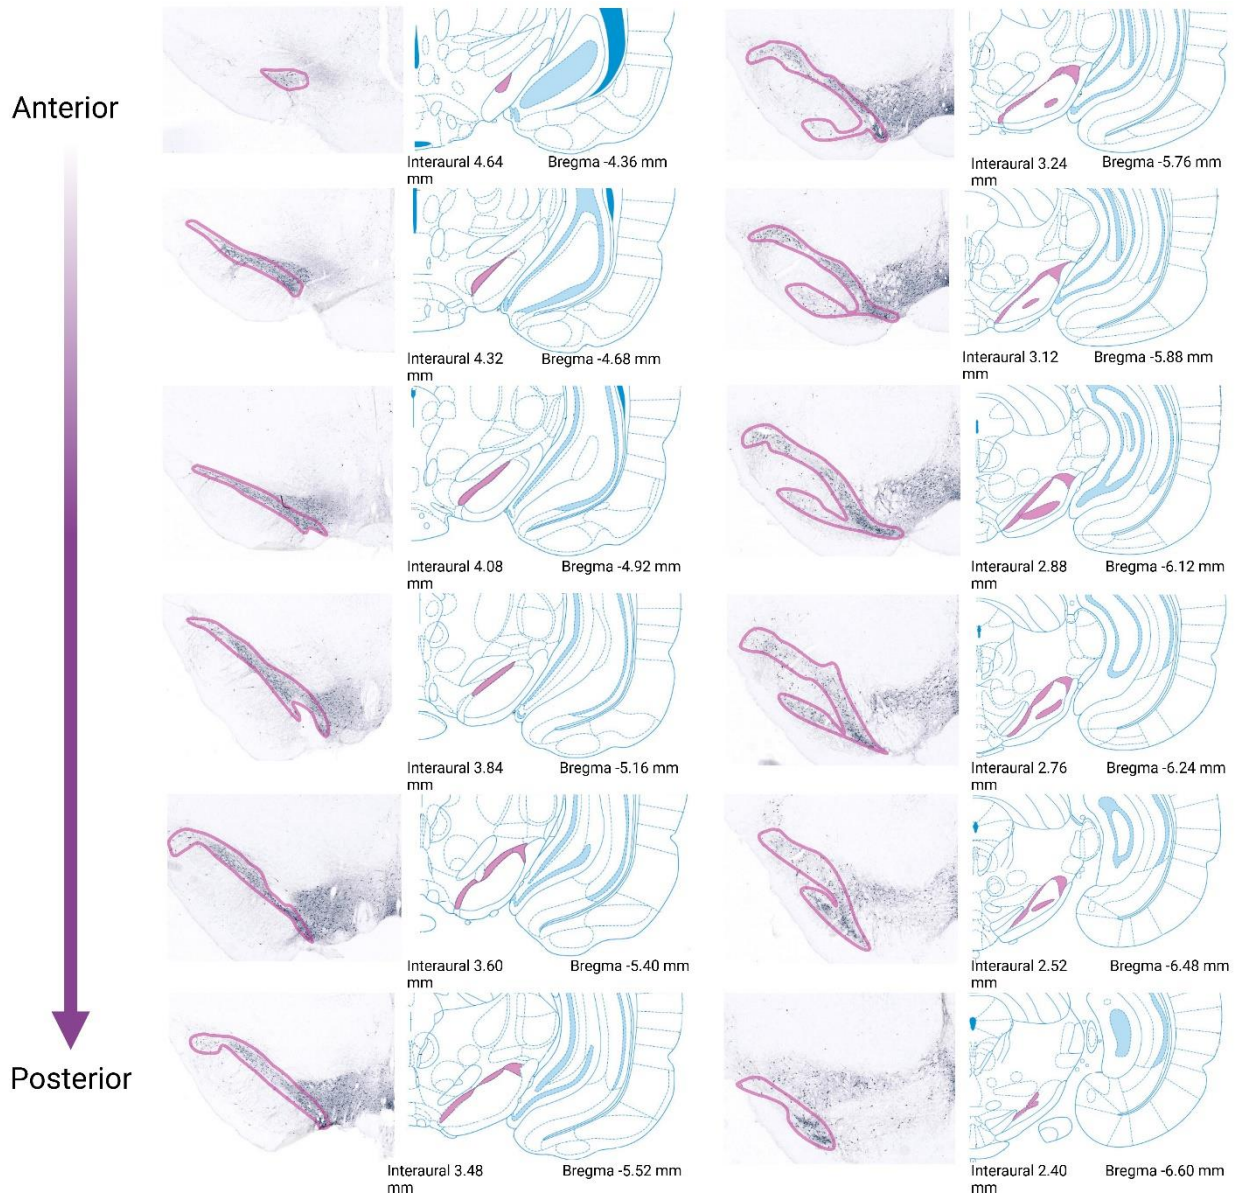 Anterior
Interaural 4.64 mm
Bregma -4.36 mm
Interaural 4.32 mm
Bregma -4.68 mm
Interaural 4.08 mm
Bregma -4.92 mm
Interaural 3.84 mm
Bregma -5.16 mm
Interaural 3.60 mm
Bregma -5.40 mm
Interaural 3.48 mm
Bregma -5.52 mm
Posterior
Interaural 3.24 mm
Bregma -5.76 mm
Interaural 3.12 mm
Bregma -5.88 mm
Interaural 2.88 mm
Bregma -6.12 mm
Interaural 2.76 mm
Bregma -6.24 mm
Interaural 2.52 mm
Bregma -6.48 mm
Interaural 2.40 mm
Bregma -6.60 mm